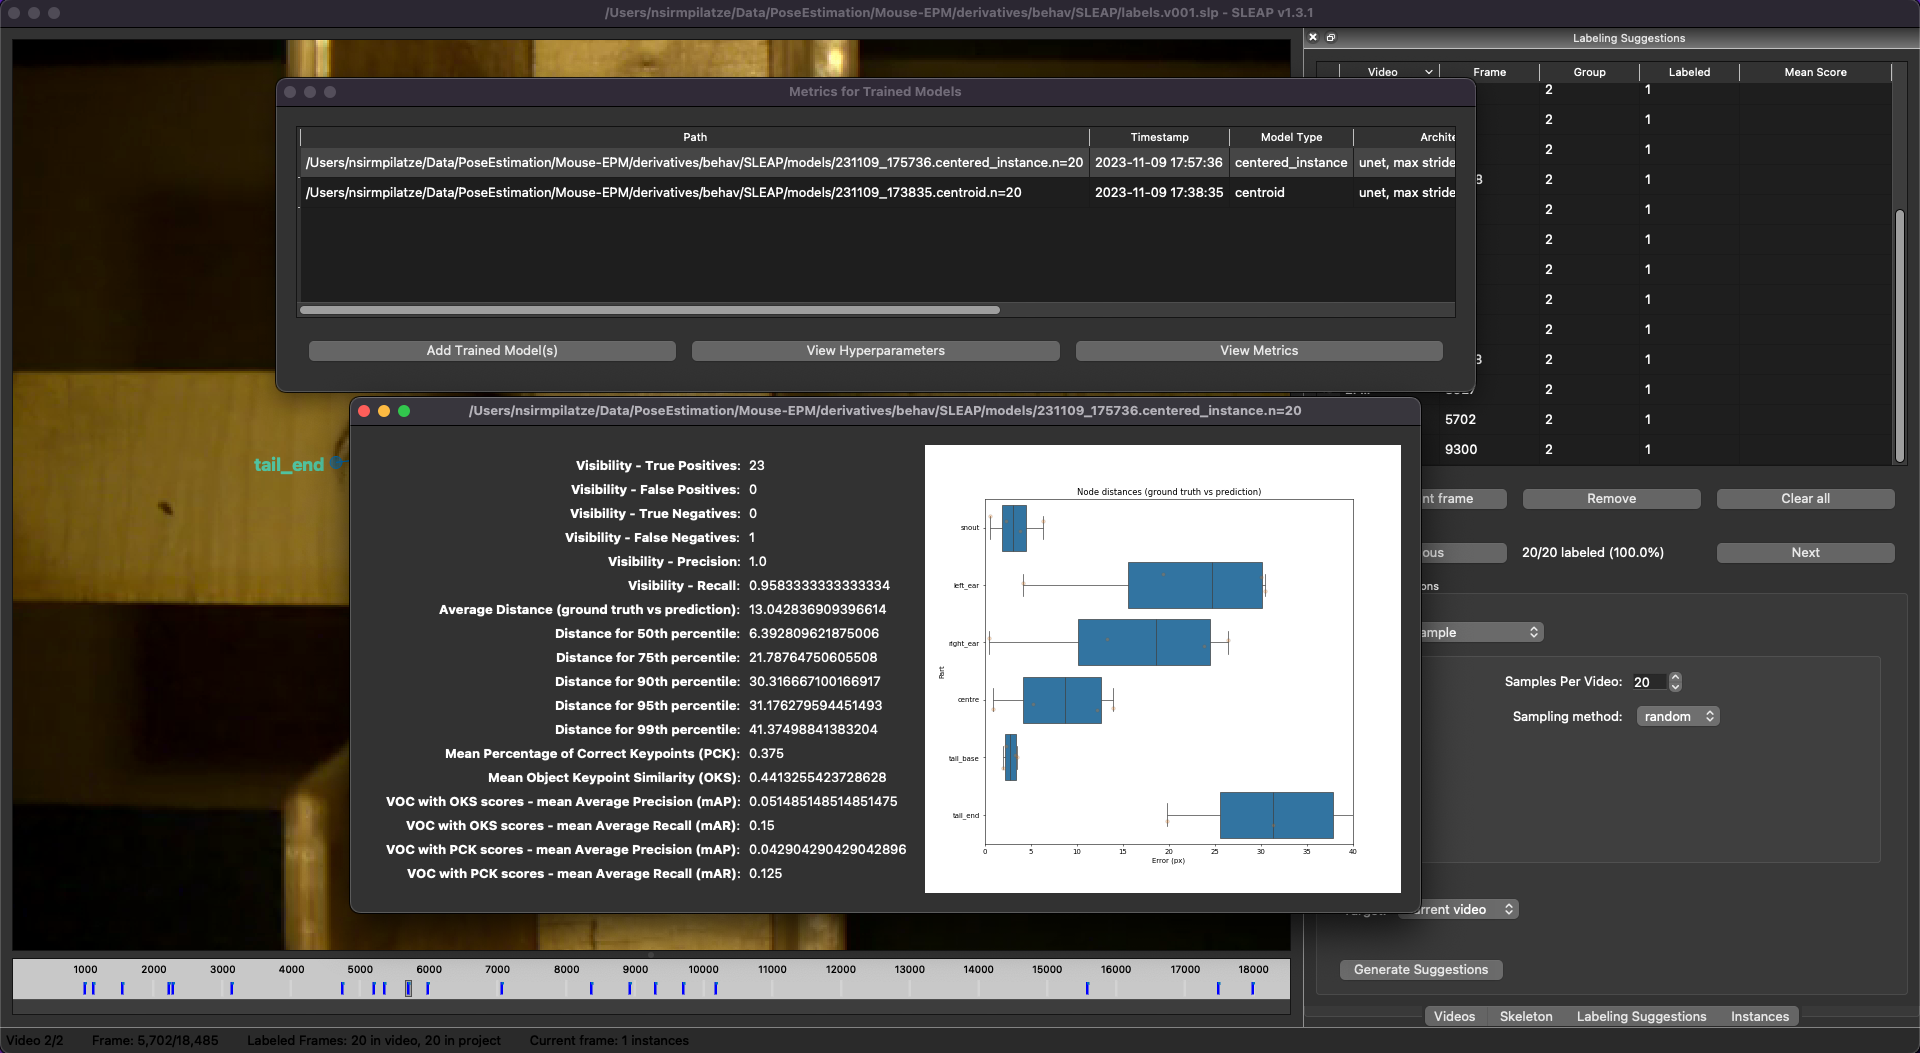 /Users/nsirmpilatze/Data/PoseEstimation/Mouse-EPM/derivatives/behav/SLEAP/labels.v001.slp - SLEAP v1.3.1
Labeling Suggestions
Video Frame Group Labeled Mean Score
2 1
2 1
2 1
8 2 1
2 1
2 1
2 1
2 1
2 1
2 1
2 1
5702 2 1
9300 2 1
Metrics for Trained Models
Path Timestamp Model Type Archite
/Users/nsirmpilatze/Data/PoseEstimation/Mouse-EPM/derivatives/behav/SLEAP/models/231109_175736.centered_instance.n=20 2023-11-09 17:57:36 centered_instance unet, max stride
/Users/nsirmpilatze/Data/PoseEstimation/Mouse-EPM/derivatives/behav/SLEAP/models/231109_173835.centroid.n=20 2023-11-09 17:38:35 centroid unet, max stride
Add Trained Model(s) View Hyperparameters View Metrics
tail_end
/Users/nsirmpilatze/Data/PoseEstimation/Mouse-EPM/derivatives/behav/SLEAP/models/231109_175736.centered_instance.n=20
Visibility - True Positives: 23
Visibility - False Positives: 0
Visibility - True Negatives: 0
Visibility - False Negatives: 1
Visibility - Precision: 1.0
Visibility - Recall: 0.9583333333333334
Average Distance (ground truth vs prediction): 13.042836909396614
Distance for 50th percentile: 6.392809621875006
Distance for 75th percentile: 21.78764750605508
Distance for 90th percentile: 30.316667100166917
Distance for 95th percentile: 31.176279594451493
Distance for 99th percentile: 41.37498841383204
Mean Percentage of Correct Keypoints (PCK): 0.375
Mean Object Keypoint Similarity (OKS): 0.4413255423728628
VOC with OKS scores - mean Average Precision (mAP): 0.051485148514851475
VOC with OKS scores - mean Average Recall (mAR): 0.15
VOC with PCK scores - mean Average Precision (mAP): 0.042904290429042896
VOC with PCK scores - mean Average Recall (mAR): 0.125
Node distances (ground truth vs prediction)
snout
left_ear
right_ear
centre
tail_base
tail_end
Part
0 5 10 15 20 25 30 35 40
Error (px)
nt frame Remove Clear all
ous 20/20 labeled (100.0%) Next
ons
ample
Samples Per Video: 20
Sampling method: random
rrent video
Generate Suggestions
Videos Skeleton Labeling Suggestions Instances
1000 2000 3000 4000 5000 6000 7000 8000 9000 10000 11000 12000 13000 14000 15000 16000 17000 18000
Video 2/2 Frame: 5,702/18,485 Labeled Frames: 20 in video, 20 in project Current frame: 1 instances